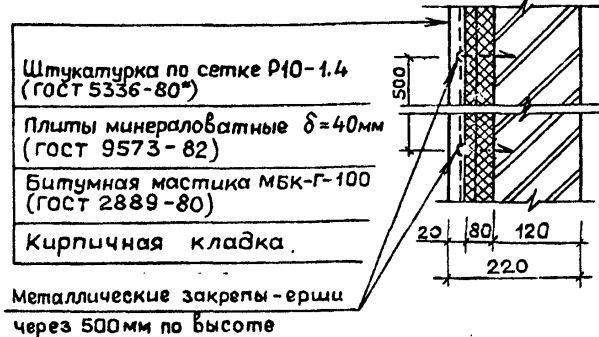 Штукатурка по сетке Р10-1.4
(ГОСТ 5336-80*)
Плиты минераловатные δ=40мм
(ГОСТ 9573-82)
Битумная мастика МБК-Г-100
(ГОСТ 2889-80)
Кирпичная кладка.
Металлические закрепы-ерши
через 500мм по высоте
500
20 80 120
220